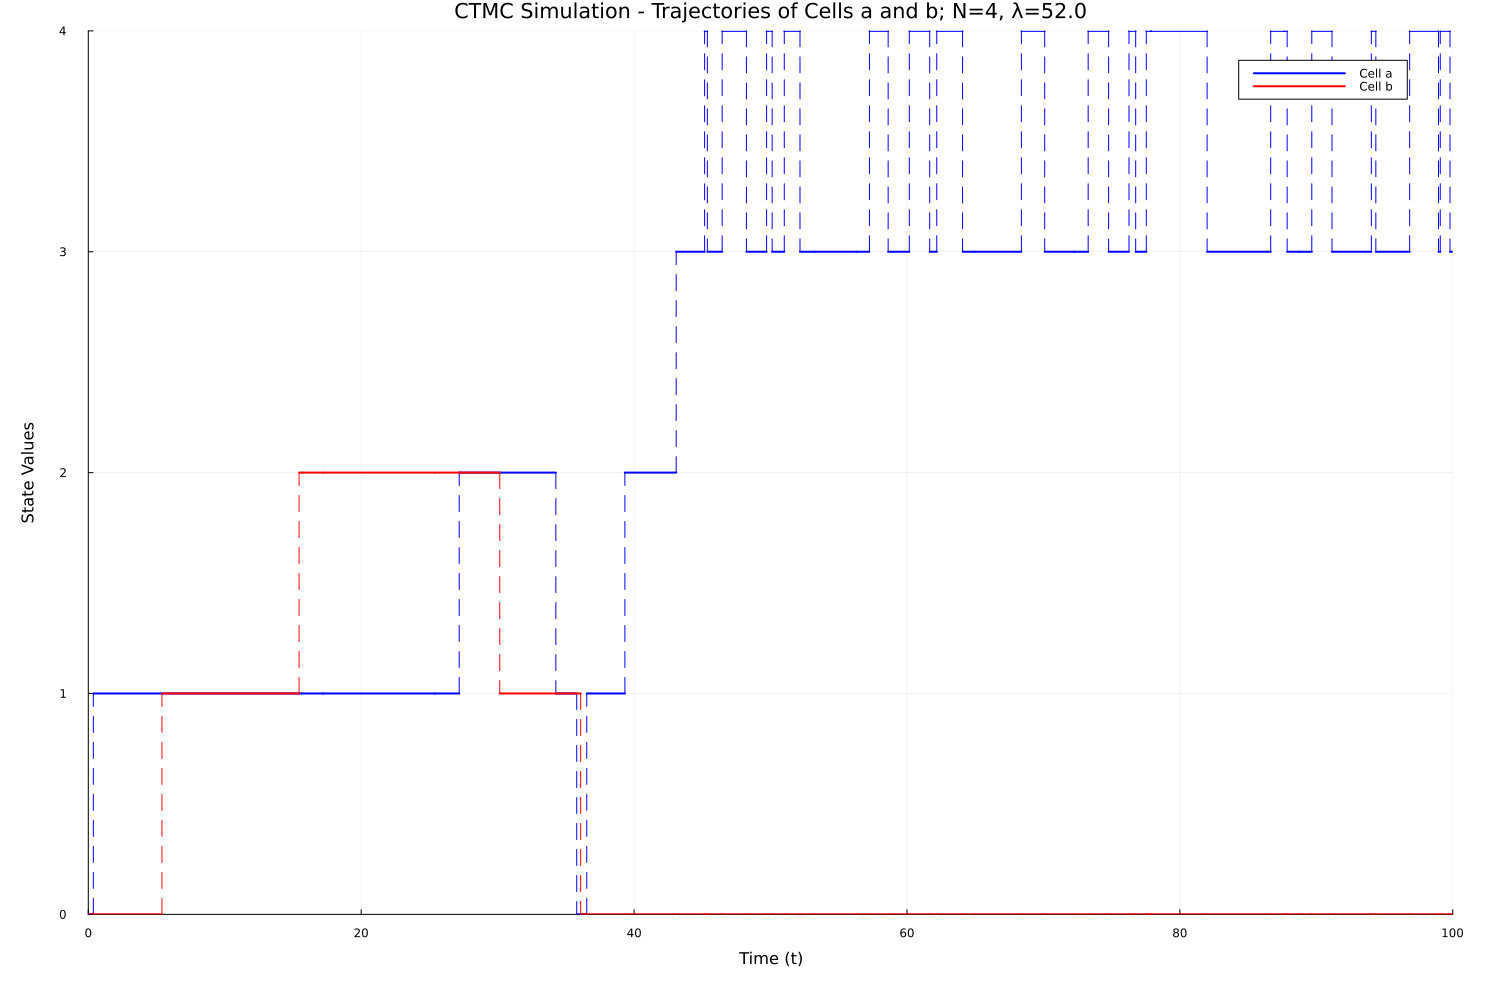 CTMC Simulation - Trajectories of Cells a and b; N=4, λ=52.0
4
Cell a
Cell b
3
State Values
2
1
0
0 20 40 60 80 100
Time (t)